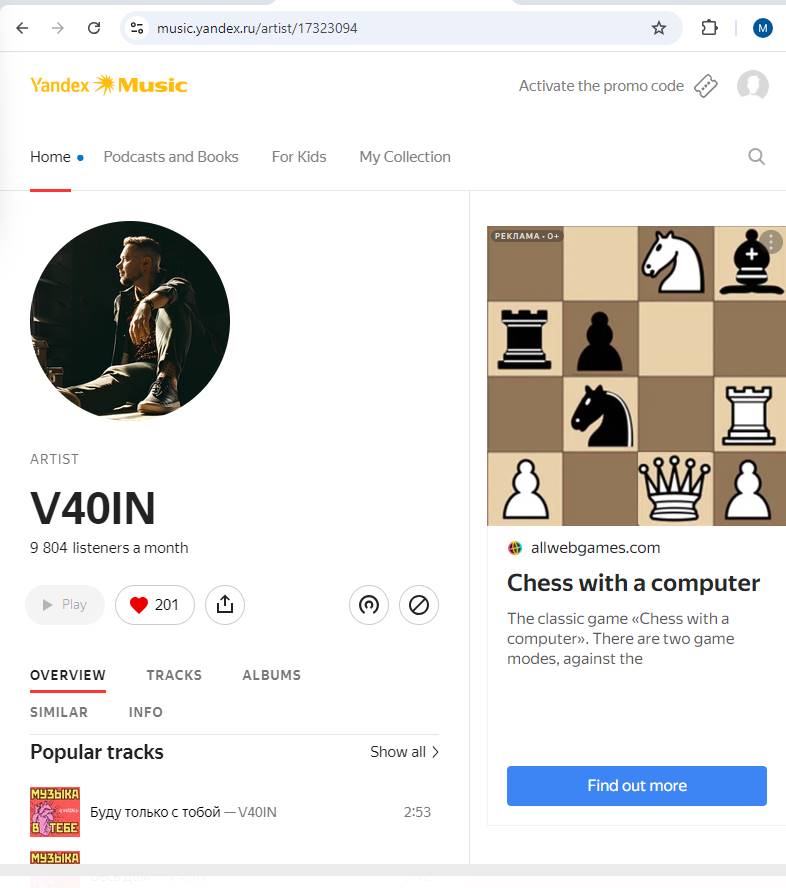 music.yandex.ru/artist/17323094
M
Yandex Music
Activate the promo code
Home
Podcasts and Books
For Kids
My Collection
РЕКЛАМА • 0+
ARTIST
V40IN
9 804 listeners a month
Play
201
OVERVIEW
TRACKS
ALBUMS
SIMILAR
INFO
Popular tracks
Show all
МУЗЫКА
В ТЕБЕ
Буду только с тобой — V40IN
2:53
МУЗЫКА
allwebgames.com
Chess with a computer
The classic game «Chess with a
computer». There are two game
modes, against the
Find out more